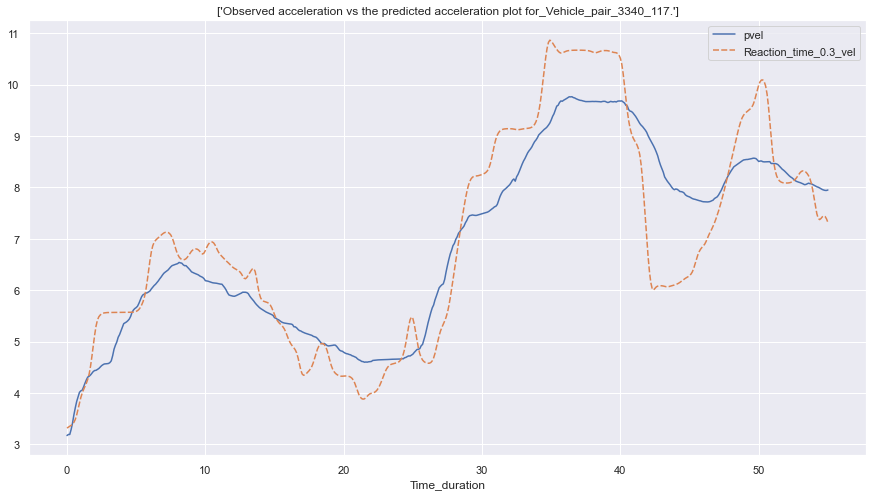 ['Observed acceleration vs the predicted acceleration plot for_Vehicle_pair_3340_117.']
pvel
Reaction_time_0.3_vel
11
10
9
8
7
6
5
4
3
0 10 20 30 40 50
Time_duration